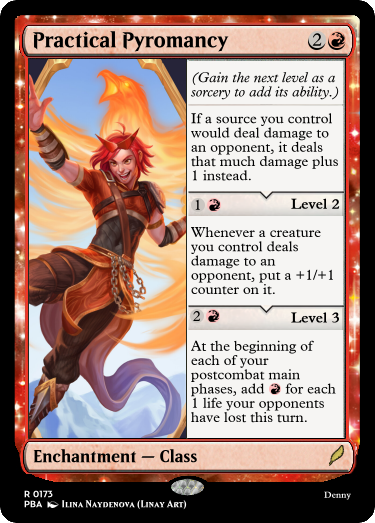 Practical Pyromancy 2
(Gain the next level as a
sorcery to add its ability.)
If a source you control
would deal damage to
an opponent, it deals
that much damage plus
1 instead.
1 Level 2
Whenever a creature
you control deals
damage to an
opponent, put a +1/+1
counter on it.
2 Level 3
At the beginning of
each of your
postcombat main
phases, add for each
1 life your opponents
have lost this turn.
Enchantment — Class
R 0173
PBA Ilina Naydenova (Linay Art)
Denny